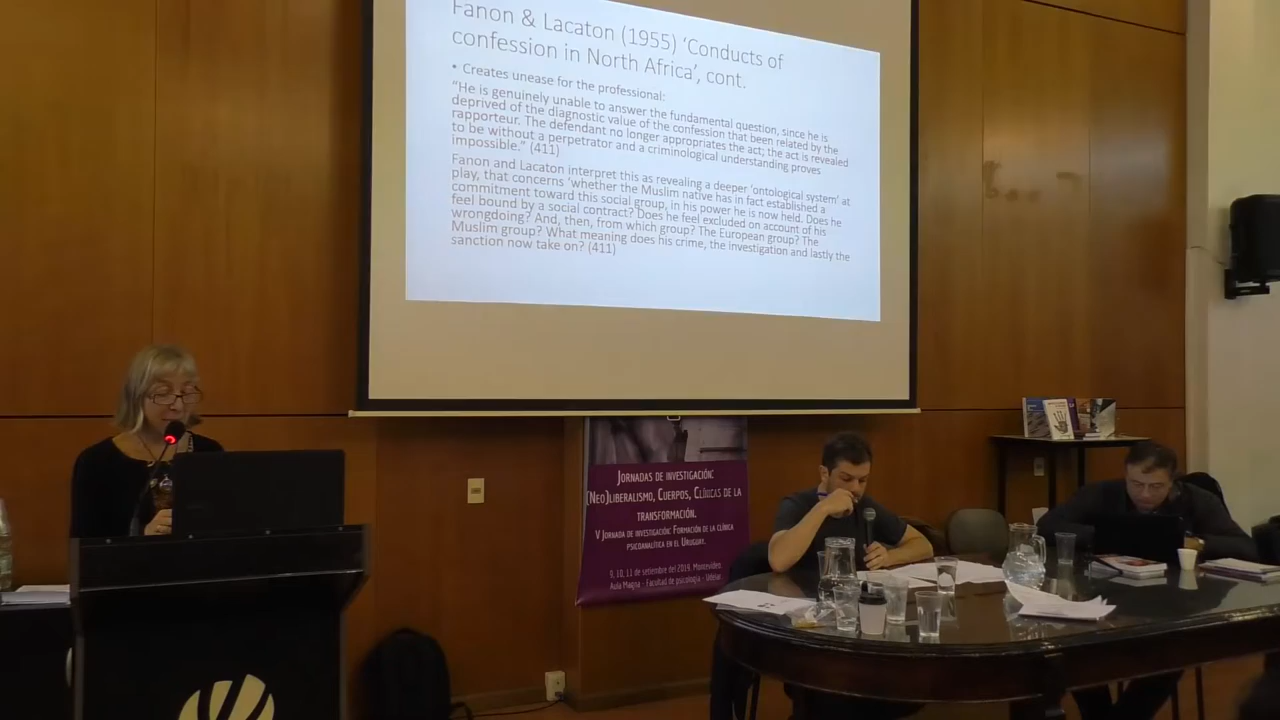 Fanon & Lacaton (1955) ‘Conducts of
confession in North Africa’, cont.
• Creates unease for the professional:
“He is genuinely unable to answer the fundamental question, since he is
deprived of the diagnostic value of the confession that been related by the
rapporteur. The defendant no longer appropriates the act; the act is revealed
to be without a perpetrator and a criminological understanding proves
impossible.” (411)
Fanon and Lacaton interpret this as revealing a deeper ‘ontological system’ at
play, that concerns ‘whether the Muslim native has in fact established a
commitment toward this social group, in his power he is now held. Does he
feel bound by a social contract? Does he feel excluded on account of his
wrongdoing? And, then, from which group? The European group? The
Muslim group? What meaning does his crime, the investigation and lastly the
sanction now take on? (411)
Jornadas de investigación:
(Neo)liberalismo, Cuerpos, Clínicas de la
transformación.
V Jornada de investigación: Formación de la clínica
psicoanalítica en el Uruguay.
9, 10, 11 de setiembre del 2019. Montevideo.
Aula Magna - Facultad de psicología - Udelar